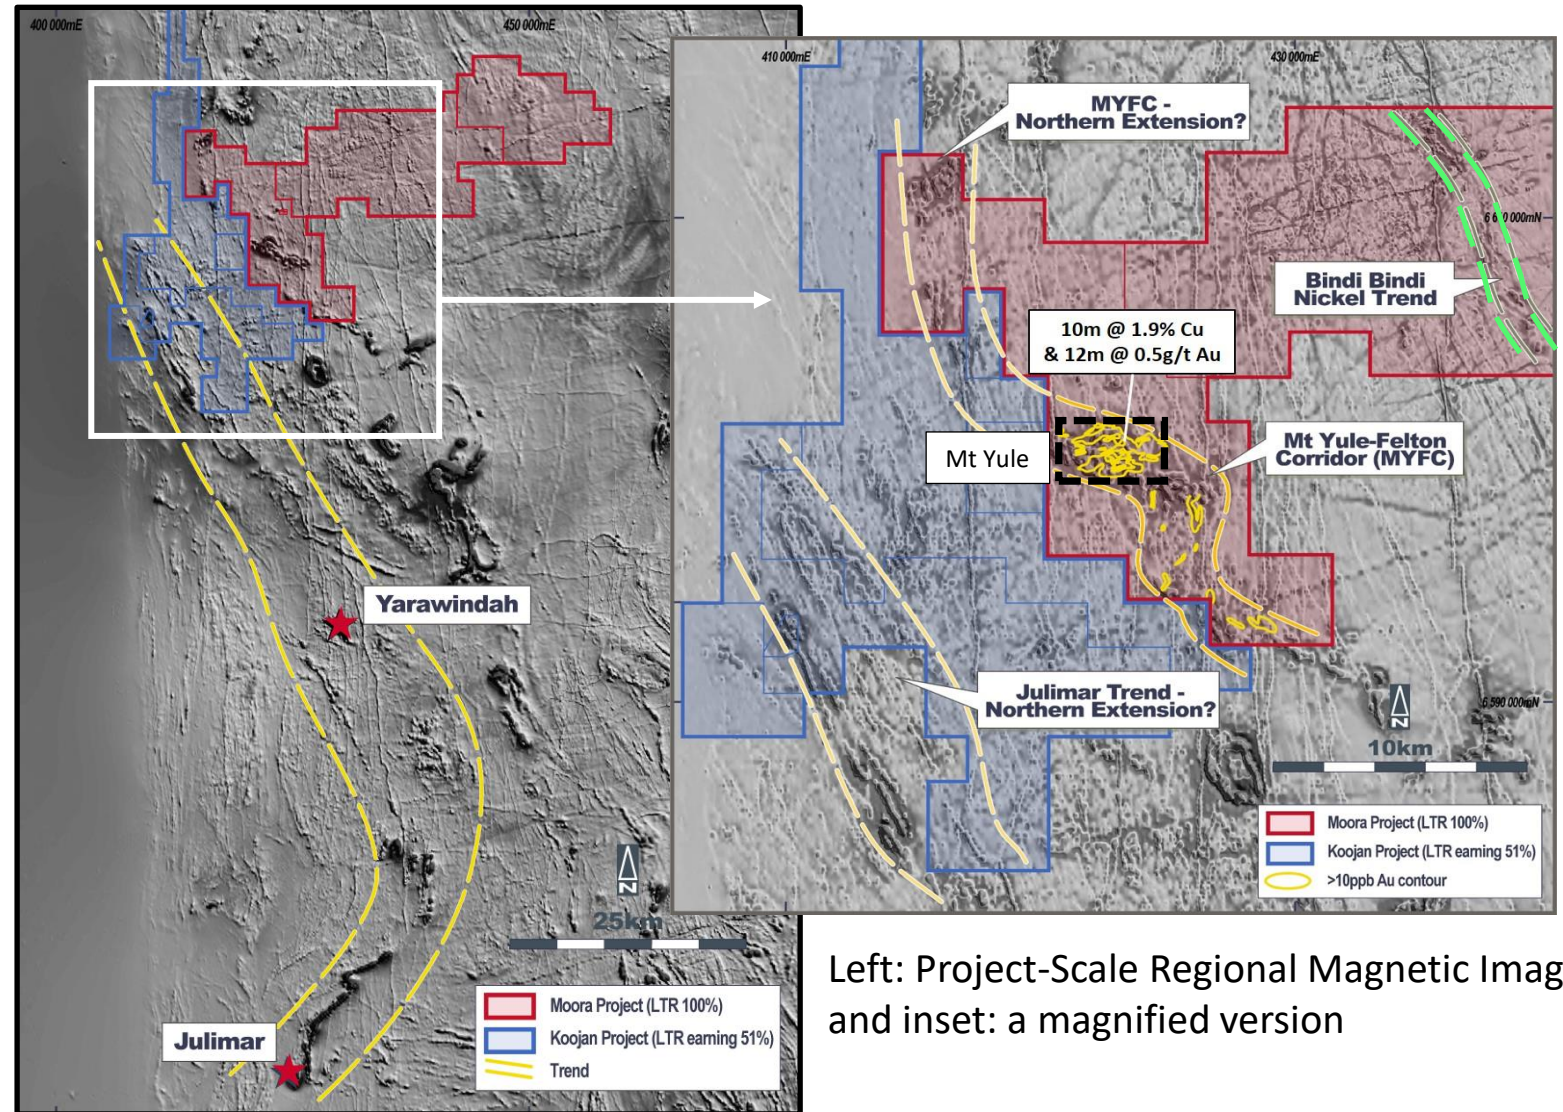 400 000mE
450 000mE
Yarawindah
Julimar
N
25km
Moora Project (LTR 100%)
Koojan Project (LTR earning 51%)
Trend
410 000mE
430 000mE
MYFC -
Northern Extension?
6 610 000mN
Bindi Bindi
Nickel Trend
10m @ 1.9% Cu
& 12m @ 0.5g/t Au
Mt Yule
Mt Yule-Felton
Corridor (MYFC)
Julimar Trend -
Northern Extension?
6 590 000mN
N
10km
Moora Project (LTR 100%)
Koojan Project (LTR earning 51%)
>10ppb Au contour
Left: Project-Scale Regional Magnetic Imag
and inset: a magnified version